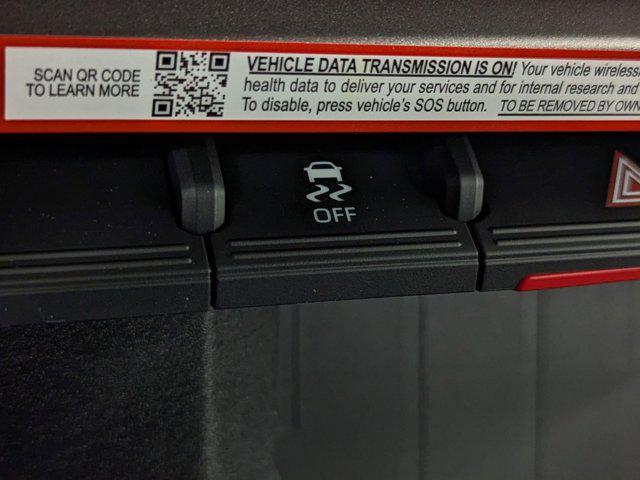 SCAN QR CODE
TO LEARN MORE
VEHICLE DATA TRANSMISSION IS ON! Your vehicle wireless
health data to deliver your services and for internal research and
To disable, press vehicle's SOS button. TO BE REMOVED BY OWN
OFF